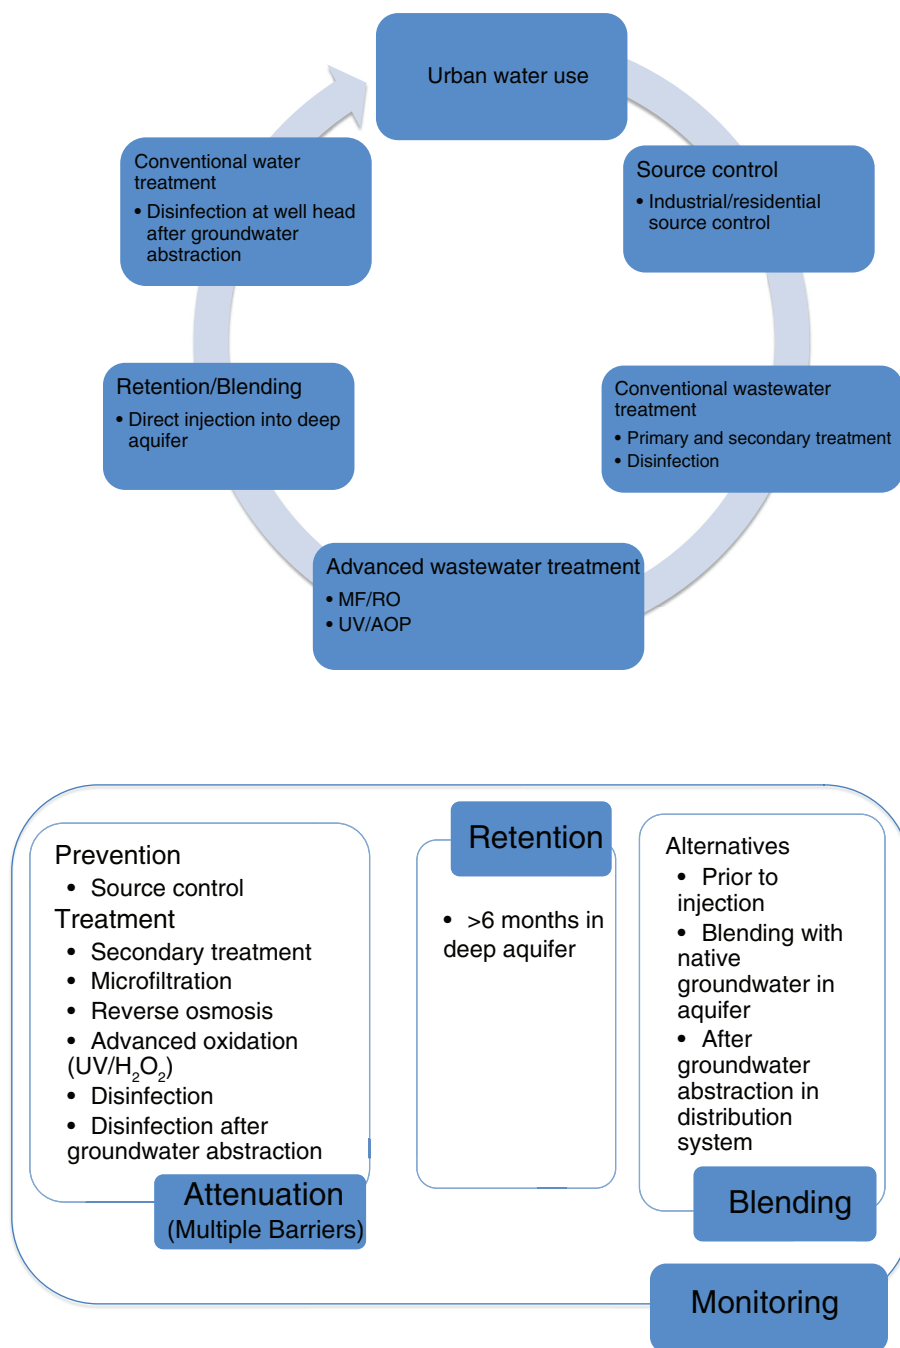 Urban water use
Source control
• Industrial/residential
source control
Conventional wastewater
treatment
• Primary and secondary treatment
• Disinfection
Advanced wastewater treatment
• MF/RO
• UV/AOP
Retention/Blending
• Direct injection into deep
aquifer
Conventional water
treatment
• Disinfection at well head
after groundwater
abstraction
Prevention
• Source control
Treatment
• Secondary treatment
• Microfiltration
• Reverse osmosis
• Advanced oxidation
(UV/H₂O₂)
• Disinfection
• Disinfection after
groundwater abstraction
Attenuation
(Multiple Barriers)
Retention
• >6 months in
deep aquifer
Alternatives
• Prior to
injection
• Blending with
native
groundwater in
aquifer
• After
groundwater
abstraction in
distribution
system
Blending
Monitoring